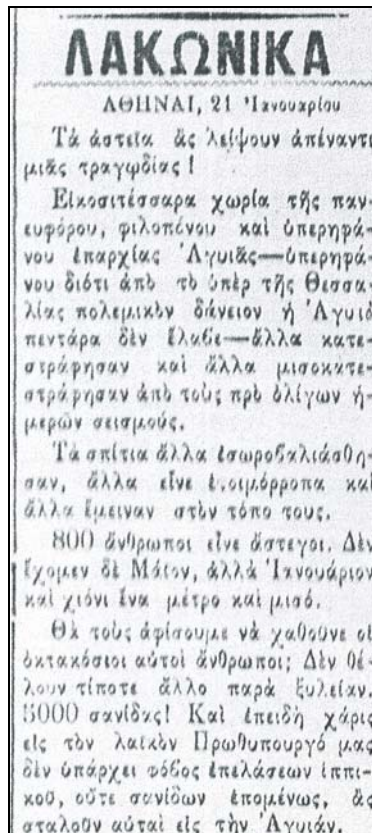 ΛΑΚΩΝΙΚΑ
ΑΘΗΝΑΙ, 21 Ἰανουαρίου
Τὰ ἀστεῖα ἂς λείψουν ἀπέναντι
μιᾶς τραγῳδίας!
Εἰκοσιτέσσαρα χωρία τῆς παν-
ευφόρου, φιλοπόνου καὶ ὑπερηφά-
νου ἐπαρχίας Ἀγυιᾶς—ὑπερηφά-
νου διότι ἀπὸ τὸ ὑπὲρ τῆς Θεσσα-
λίας πολεμικὸν δάνειον ἡ Ἀγυιὰ
πεντάρα δὲν ἔλαβε—ἄλλα κατε-
στράφησαν καὶ ἄλλα μισοκατε-
στράφησαν ἀπὸ τοὺς πρὸ ὀλίγων ἡ-
μερῶν σεισμούς.
Τὰ σπίτια ἄλλα ἐσωροβαλιάσθη-
σαν, ἄλλα εἶνε ἑτοιμόρροπα καὶ
ἄλλα ἔμειναν στὸν τόπο τους.
800 ἄνθρωποι εἶνε ἄστεγοι. Δὲν
ἔχομεν δὲ Μάϊον, ἀλλὰ Ἰανουάριον
καὶ χιόνι ἕνα μέτρο καὶ μισό.
Θὰ τοὺς ἀφίσουμε νὰ χαθοῦνε οἱ
ὀκτακόσιοι αὐτοὶ ἄνθρωποι; Δὲν θέ-
λουν τίποτε ἄλλο παρὰ ξυλείαν.
5000 σανίδας! Καὶ ἐπειδὴ χάρις
εἰς τὸν λαϊκὸν Πρωθυπουργό μας
δὲν ὑπάρχει φόβος ἐπελάσεων ἱππι-
κοῦ, οὔτε σανίδων ἑπομένως, ἂς
σταλοῦν αὐταὶ εἰς τὴν Ἀγυιάν.